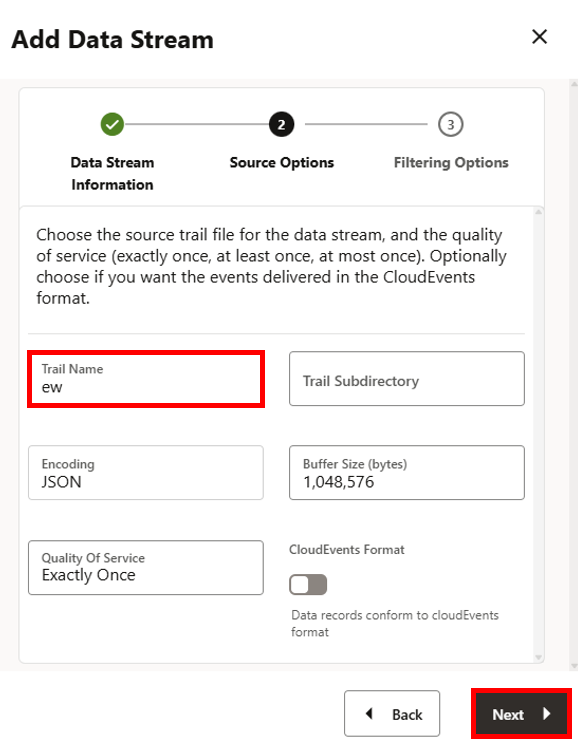 Add Data Stream
2
3
Data Stream
Information
Source Options
Filtering Options
Choose the source trail file for the data stream, and the quality
of service (exactly once, at least once, at most once). Optionally
choose if you want the events delivered in the CloudEvents
format.
Trail Name
ew
Trail Subdirectory
Encoding
JSON
Buffer Size (bytes)
1,048,576
Quality Of Service
Exactly Once
CloudEvents Format
Data records conform to cloudEvents
format
Back
Next